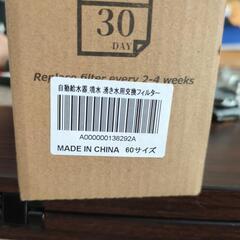 30
DAY
Replace filter every 2-4 weeks
自動給水器 噴水 湧き水用交換フィルター
A000000138292A
MADE IN CHINA 60サイズ